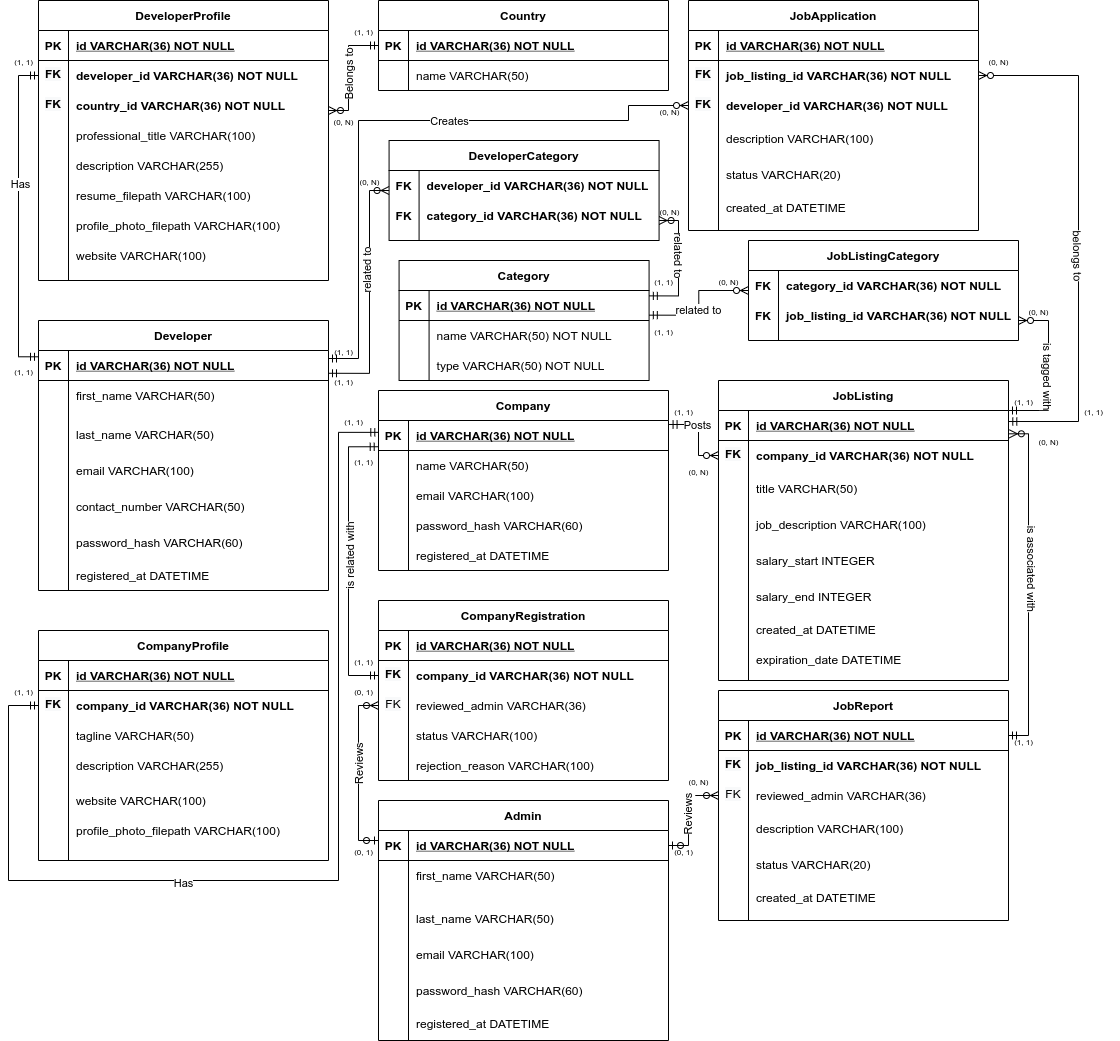 DeveloperProfile
PK id VARCHAR(36) NOT NULL
FK developer_id VARCHAR(36) NOT NULL
FK country_id VARCHAR(36) NOT NULL
professional_title VARCHAR(100)
description VARCHAR(255)
resume_filepath VARCHAR(100)
profile_photo_filepath VARCHAR(100)
website VARCHAR(100)
(1, 1)
Has
(1, 1)
Belongs to
(1, 1)
(0, N)
Country
PK id VARCHAR(36) NOT NULL
name VARCHAR(50)
JobApplication
PK id VARCHAR(36) NOT NULL
FK job_listing_id VARCHAR(36) NOT NULL
FK developer_id VARCHAR(36) NOT NULL
description VARCHAR(100)
status VARCHAR(20)
created_at DATETIME
(0, N)
belongs to
(1, 1)
Creates
(0, N)
(1, 1)
DeveloperCategory
FK developer_id VARCHAR(36) NOT NULL
FK category_id VARCHAR(36) NOT NULL
(0, N)
related to
(1, 1)
(0, N)
related to
(1, 1)
Category
PK id VARCHAR(36) NOT NULL
name VARCHAR(50) NOT NULL
type VARCHAR(50) NOT NULL
(1, 1)
related to
(0, N)
JobListingCategory
FK category_id VARCHAR(36) NOT NULL
FK job_listing_id VARCHAR(36) NOT NULL
(0, N)
is tagged with
(1, 1)
Developer
PK id VARCHAR(36) NOT NULL
first_name VARCHAR(50)
last_name VARCHAR(50)
email VARCHAR(100)
contact_number VARCHAR(50)
password_hash VARCHAR(60)
registered_at DATETIME
Company
PK id VARCHAR(36) NOT NULL
name VARCHAR(50)
email VARCHAR(100)
password_hash VARCHAR(60)
registered_at DATETIME
(1, 1)
(1, 1)
is related with
(1, 1)
(1, 1)
Posts
(0, N)
JobListing
PK id VARCHAR(36) NOT NULL
FK company_id VARCHAR(36) NOT NULL
title VARCHAR(50)
job_description VARCHAR(100)
salary_start INTEGER
salary_end INTEGER
created_at DATETIME
expiration_date DATETIME
(0, N)
is associated with
(1, 1)
CompanyProfile
PK id VARCHAR(36) NOT NULL
FK company_id VARCHAR(36) NOT NULL
tagline VARCHAR(50)
description VARCHAR(255)
website VARCHAR(100)
profile_photo_filepath VARCHAR(100)
(1, 1)
Has
CompanyRegistration
PK id VARCHAR(36) NOT NULL
FK company_id VARCHAR(36) NOT NULL
FK reviewed_admin VARCHAR(36)
status VARCHAR(100)
rejection_reason VARCHAR(100)
(0, 1)
Reviews
(0, 1)
JobReport
PK id VARCHAR(36) NOT NULL
FK job_listing_id VARCHAR(36) NOT NULL
FK reviewed_admin VARCHAR(36)
description VARCHAR(100)
status VARCHAR(20)
created_at DATETIME
(0, N)
Reviews
(0, 1)
Admin
PK id VARCHAR(36) NOT NULL
first_name VARCHAR(50)
last_name VARCHAR(50)
email VARCHAR(100)
password_hash VARCHAR(60)
registered_at DATETIME